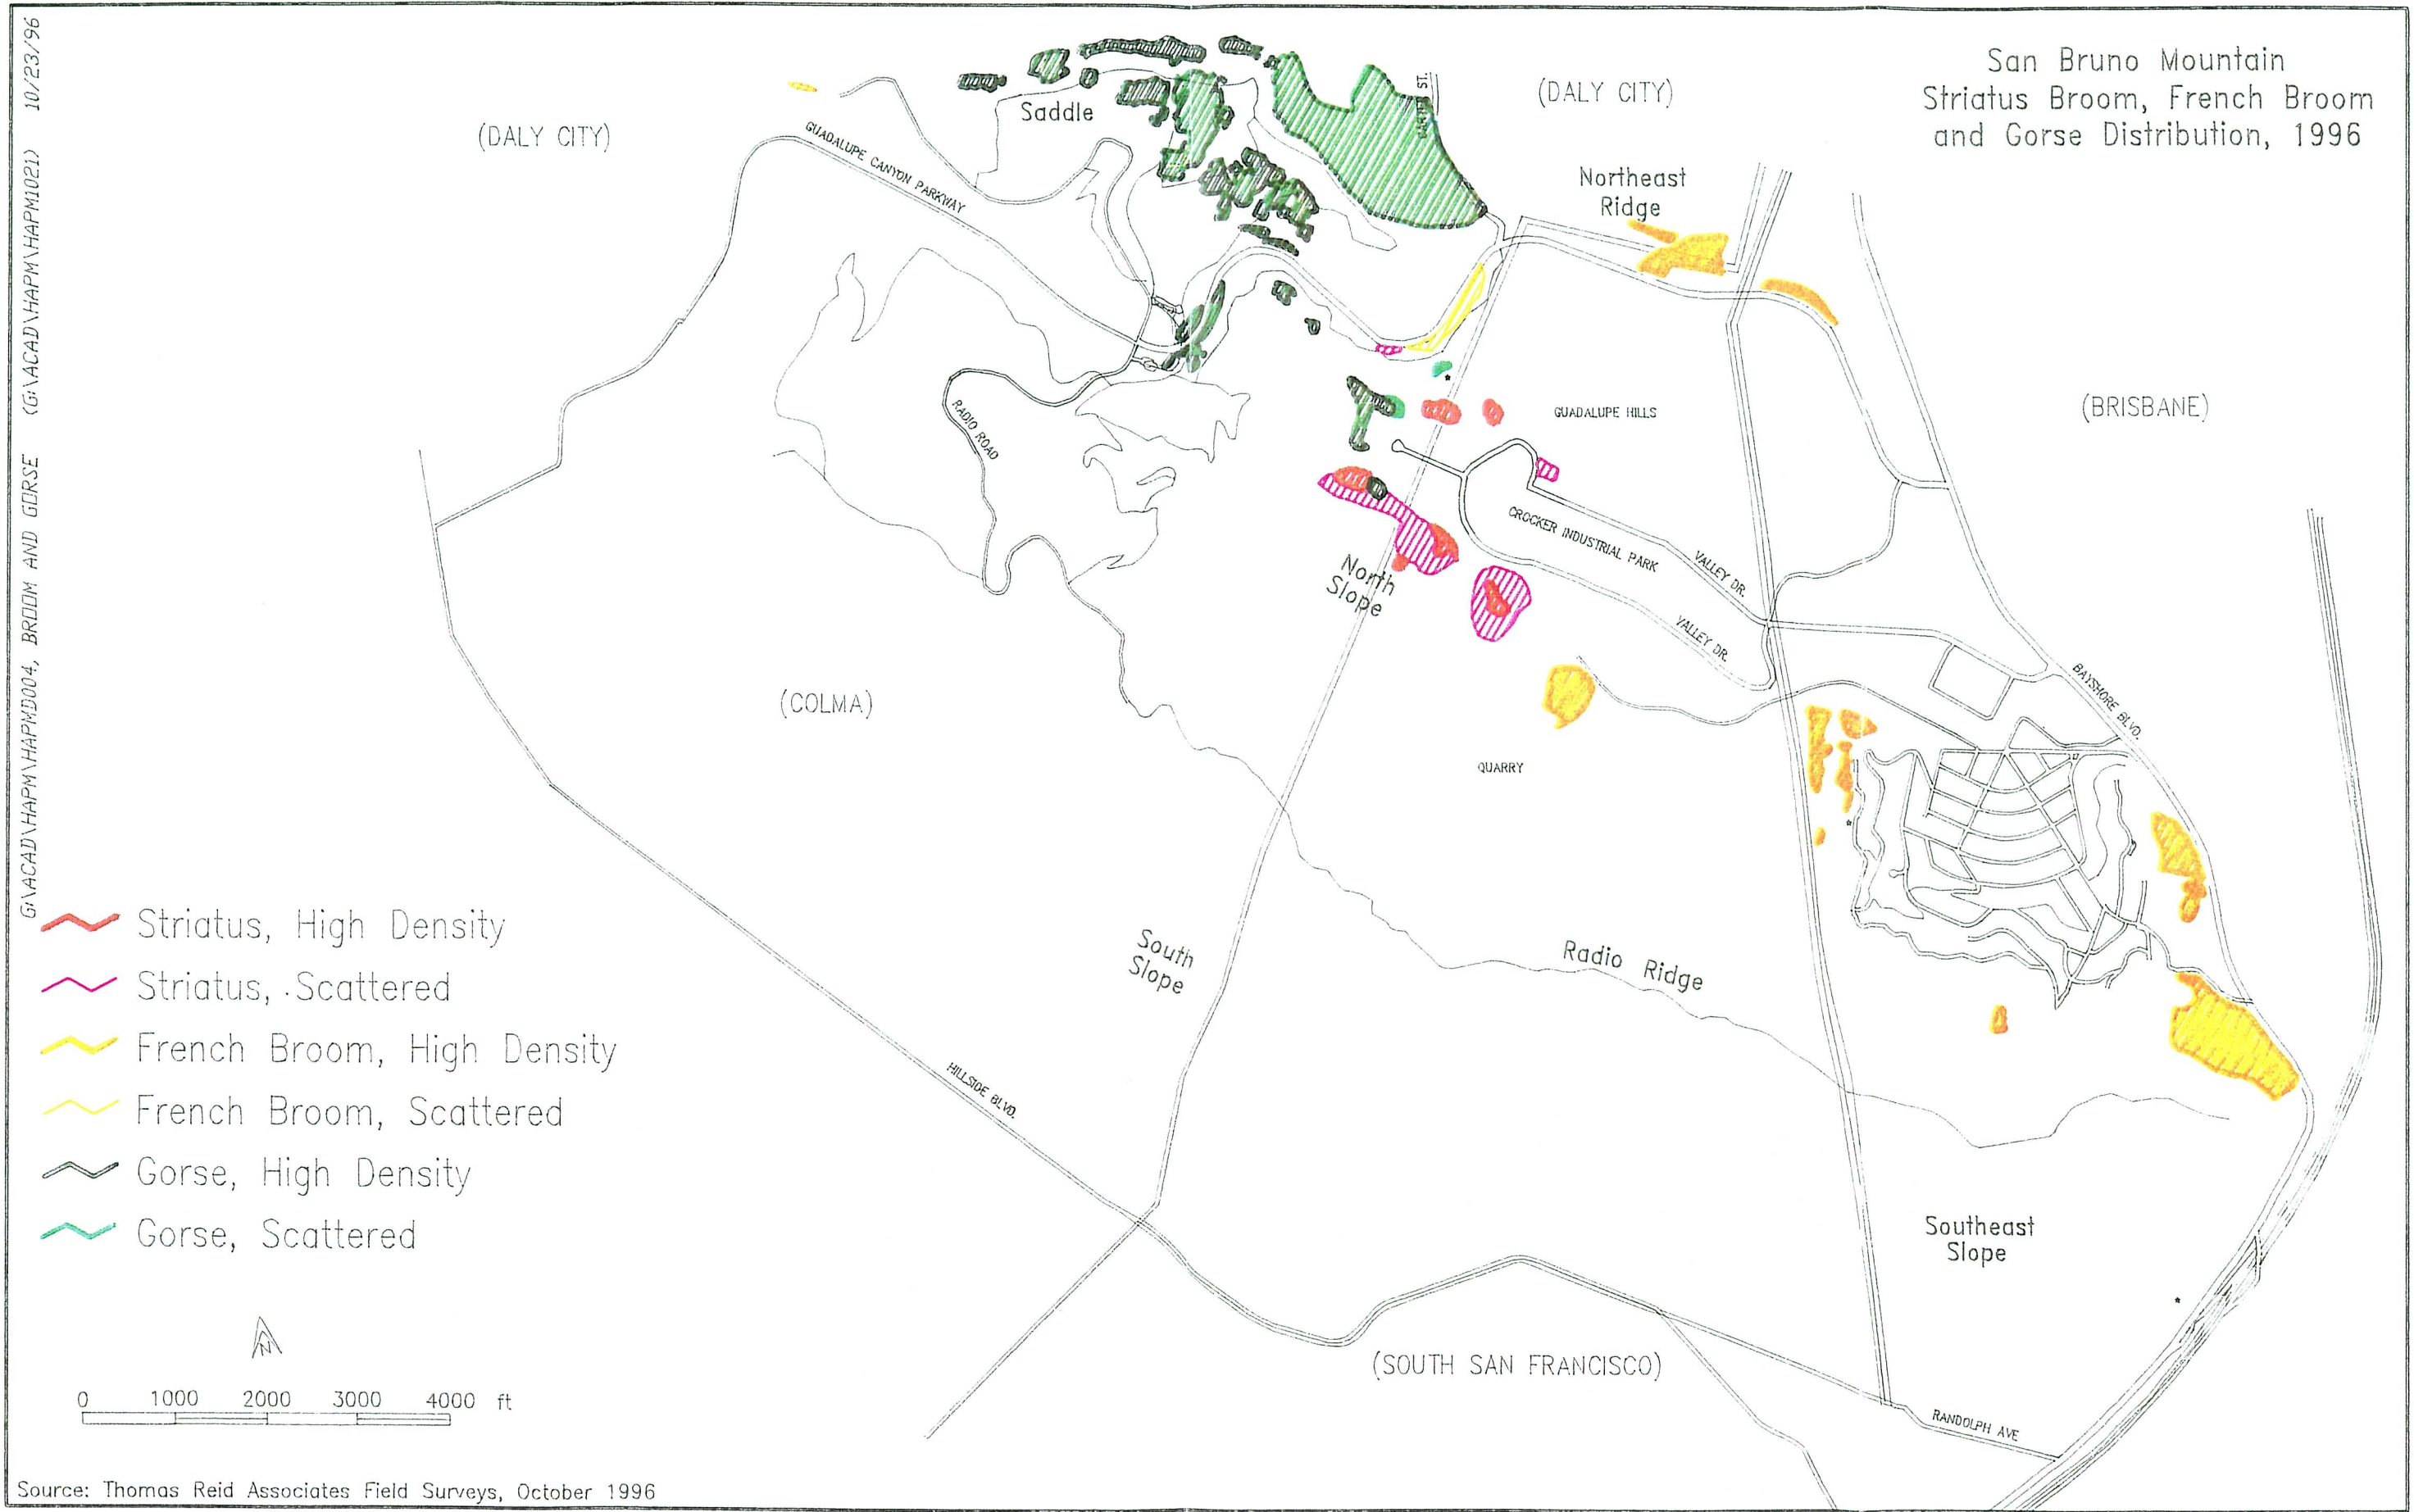 San Bruno Mountain
Striatus Broom, French Broom
and Gorse Distribution, 1996
G:\ACAD\HAPM\HAPMD004, BROOM AND GORSE (G:\ACAD\HAPM\HAPM1021) 10/23/96
(DALY CITY)
Saddle
CARTER ST.
(DALY CITY)
Northeast
Ridge
GUADALUPE CANYON PARKWAY
(BRISBANE)
RADIO ROAD
GUADALUPE HILLS
CROCKER INDUSTRIAL PARK
VALLEY DR.
VALLEY DR.
North
Slope
BAYSHORE BLVD.
(COLMA)
QUARRY
South
Slope
Radio Ridge
HILLSIDE BLVD.
Southeast
Slope
(SOUTH SAN FRANCISCO)
RANDOLPH AVE
Striatus, High Density
Striatus, Scattered
French Broom, High Density
French Broom, Scattered
Gorse, High Density
Gorse, Scattered
N
0 1000 2000 3000 4000 ft
Source: Thomas Reid Associates Field Surveys, October 1996